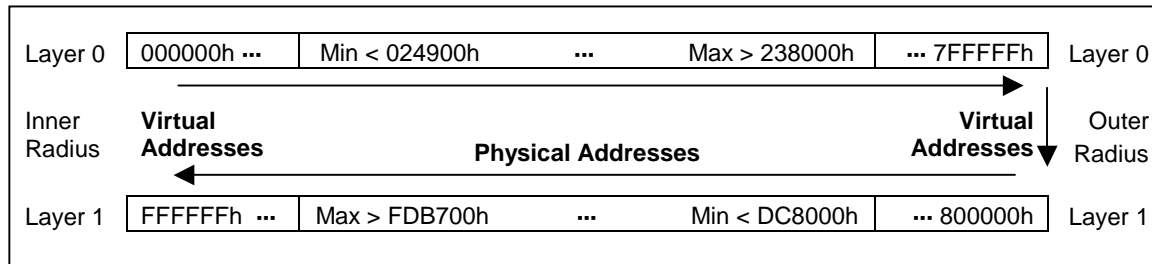 Layer 0 000000h ... Min < 024900h ... Max > 238000h ... 7FFFFFh Layer 0
Inner Radius Virtual Addresses Physical Addresses Virtual Addresses Outer Radius
Layer 1 FFFFFFh ... Max > FDB700h ... Min < DC8000h ... 800000h Layer 1